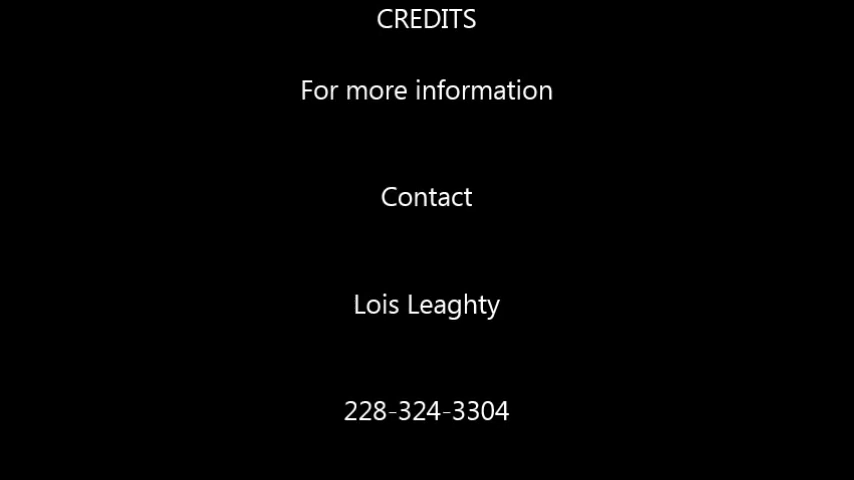 CREDITS
For more information
Contact
Lois Leaghty
228-324-3304